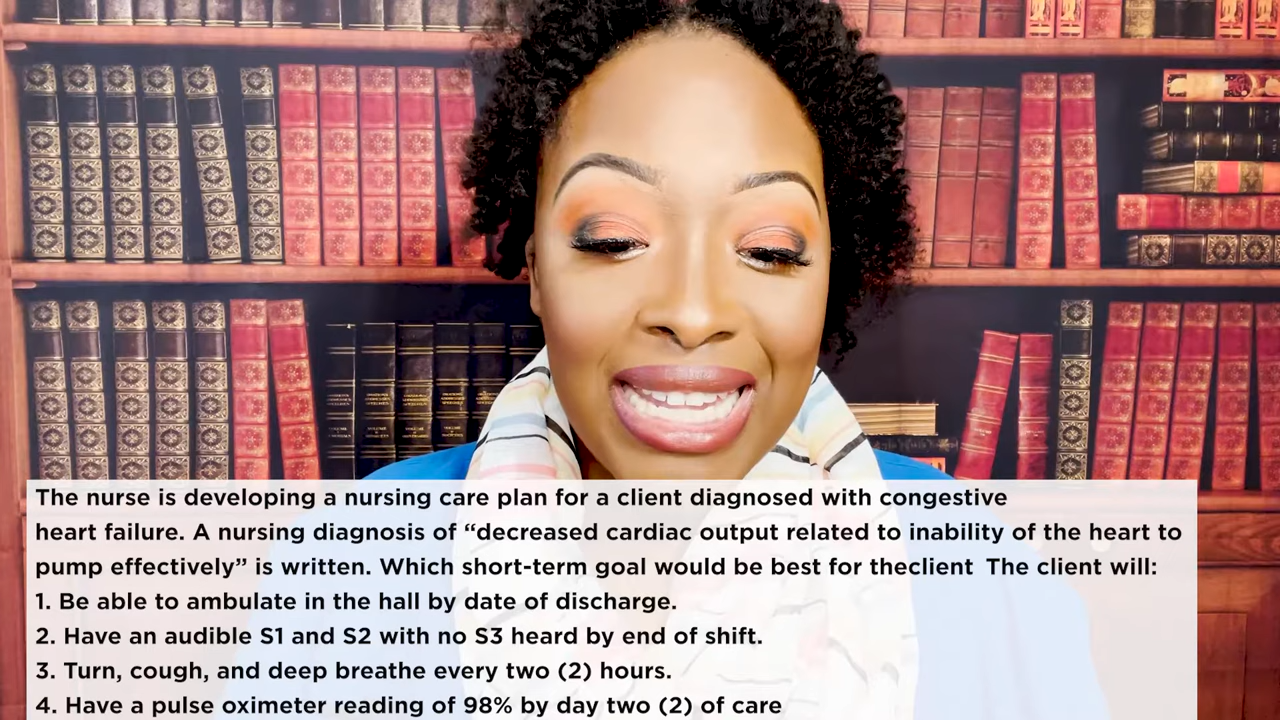 The nurse is developing a nursing care plan for a client diagnosed with congestive
heart failure. A nursing diagnosis of “decreased cardiac output related to inability of the heart to
pump effectively” is written. Which short-term goal would be best for theclient  The client will:
1. Be able to ambulate in the hall by date of discharge.
2. Have an audible S1 and S2 with no S3 heard by end of shift.
3. Turn, cough, and deep breathe every two (2) hours.
4. Have a pulse oximeter reading of 98% by day two (2) of care